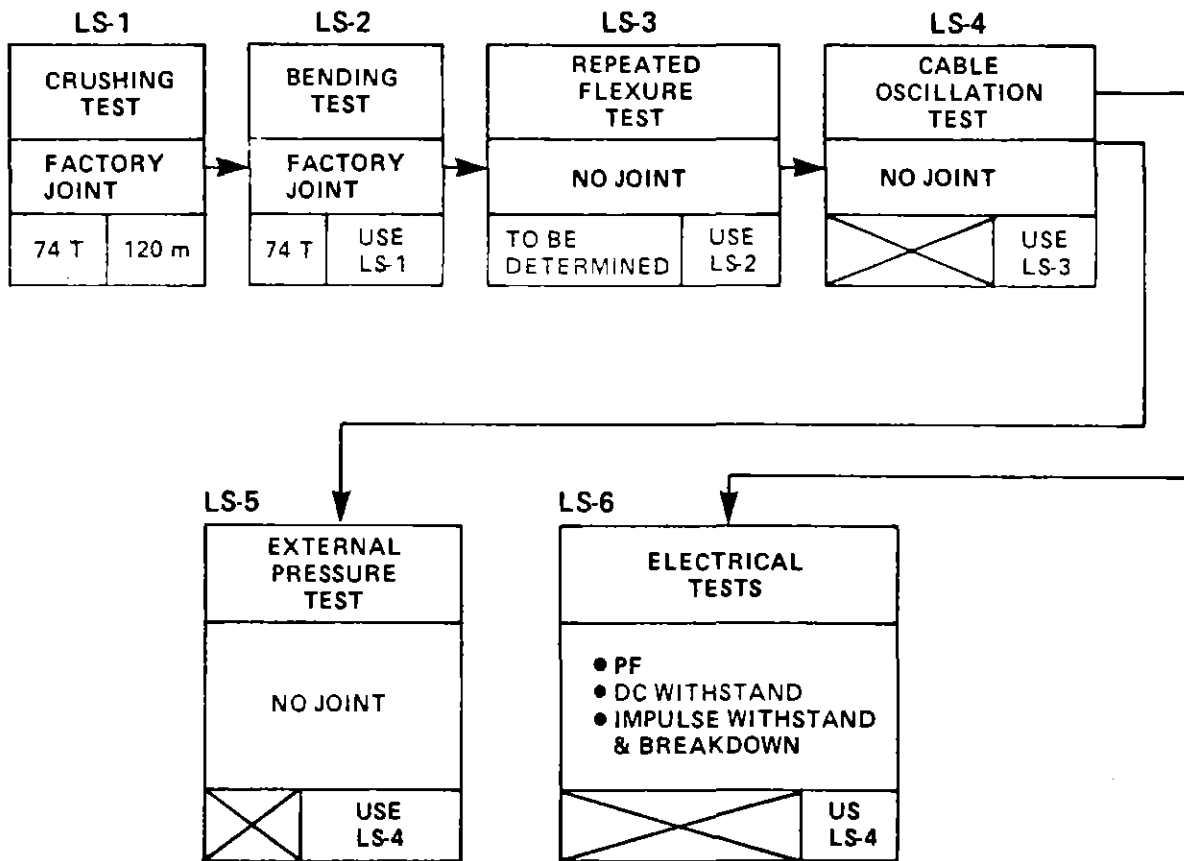 LS-1
CRUSHING
TEST
FACTORY
JOINT
74 T
120 m
LS-2
BENDING
TEST
FACTORY
JOINT
74 T
USE
LS-1
LS-3
REPEATED
FLEXURE
TEST
NO JOINT
TO BE
DETERMINED
USE
LS-2
LS-4
CABLE
OSCILLATION
TEST
NO JOINT
USE
LS-3
LS-5
EXTERNAL
PRESSURE
TEST
NO JOINT
USE
LS-4
LS-6
ELECTRICAL
TESTS
● PF
● DC WITHSTAND
● IMPULSE WITHSTAND
& BREAKDOWN
US
LS-4